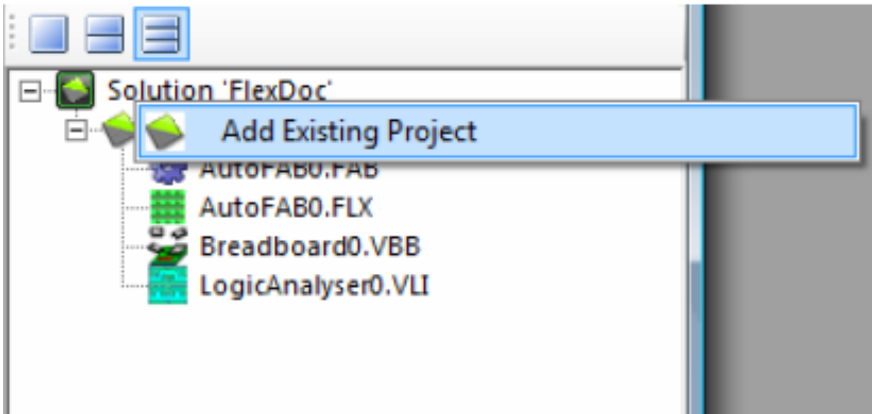 Solution 'FlexDoc'
Add Existing Project
AutoFAB0.FAB
AutoFAB0.FLX
Breadboard0.VBB
LogicAnalyser0.VLI